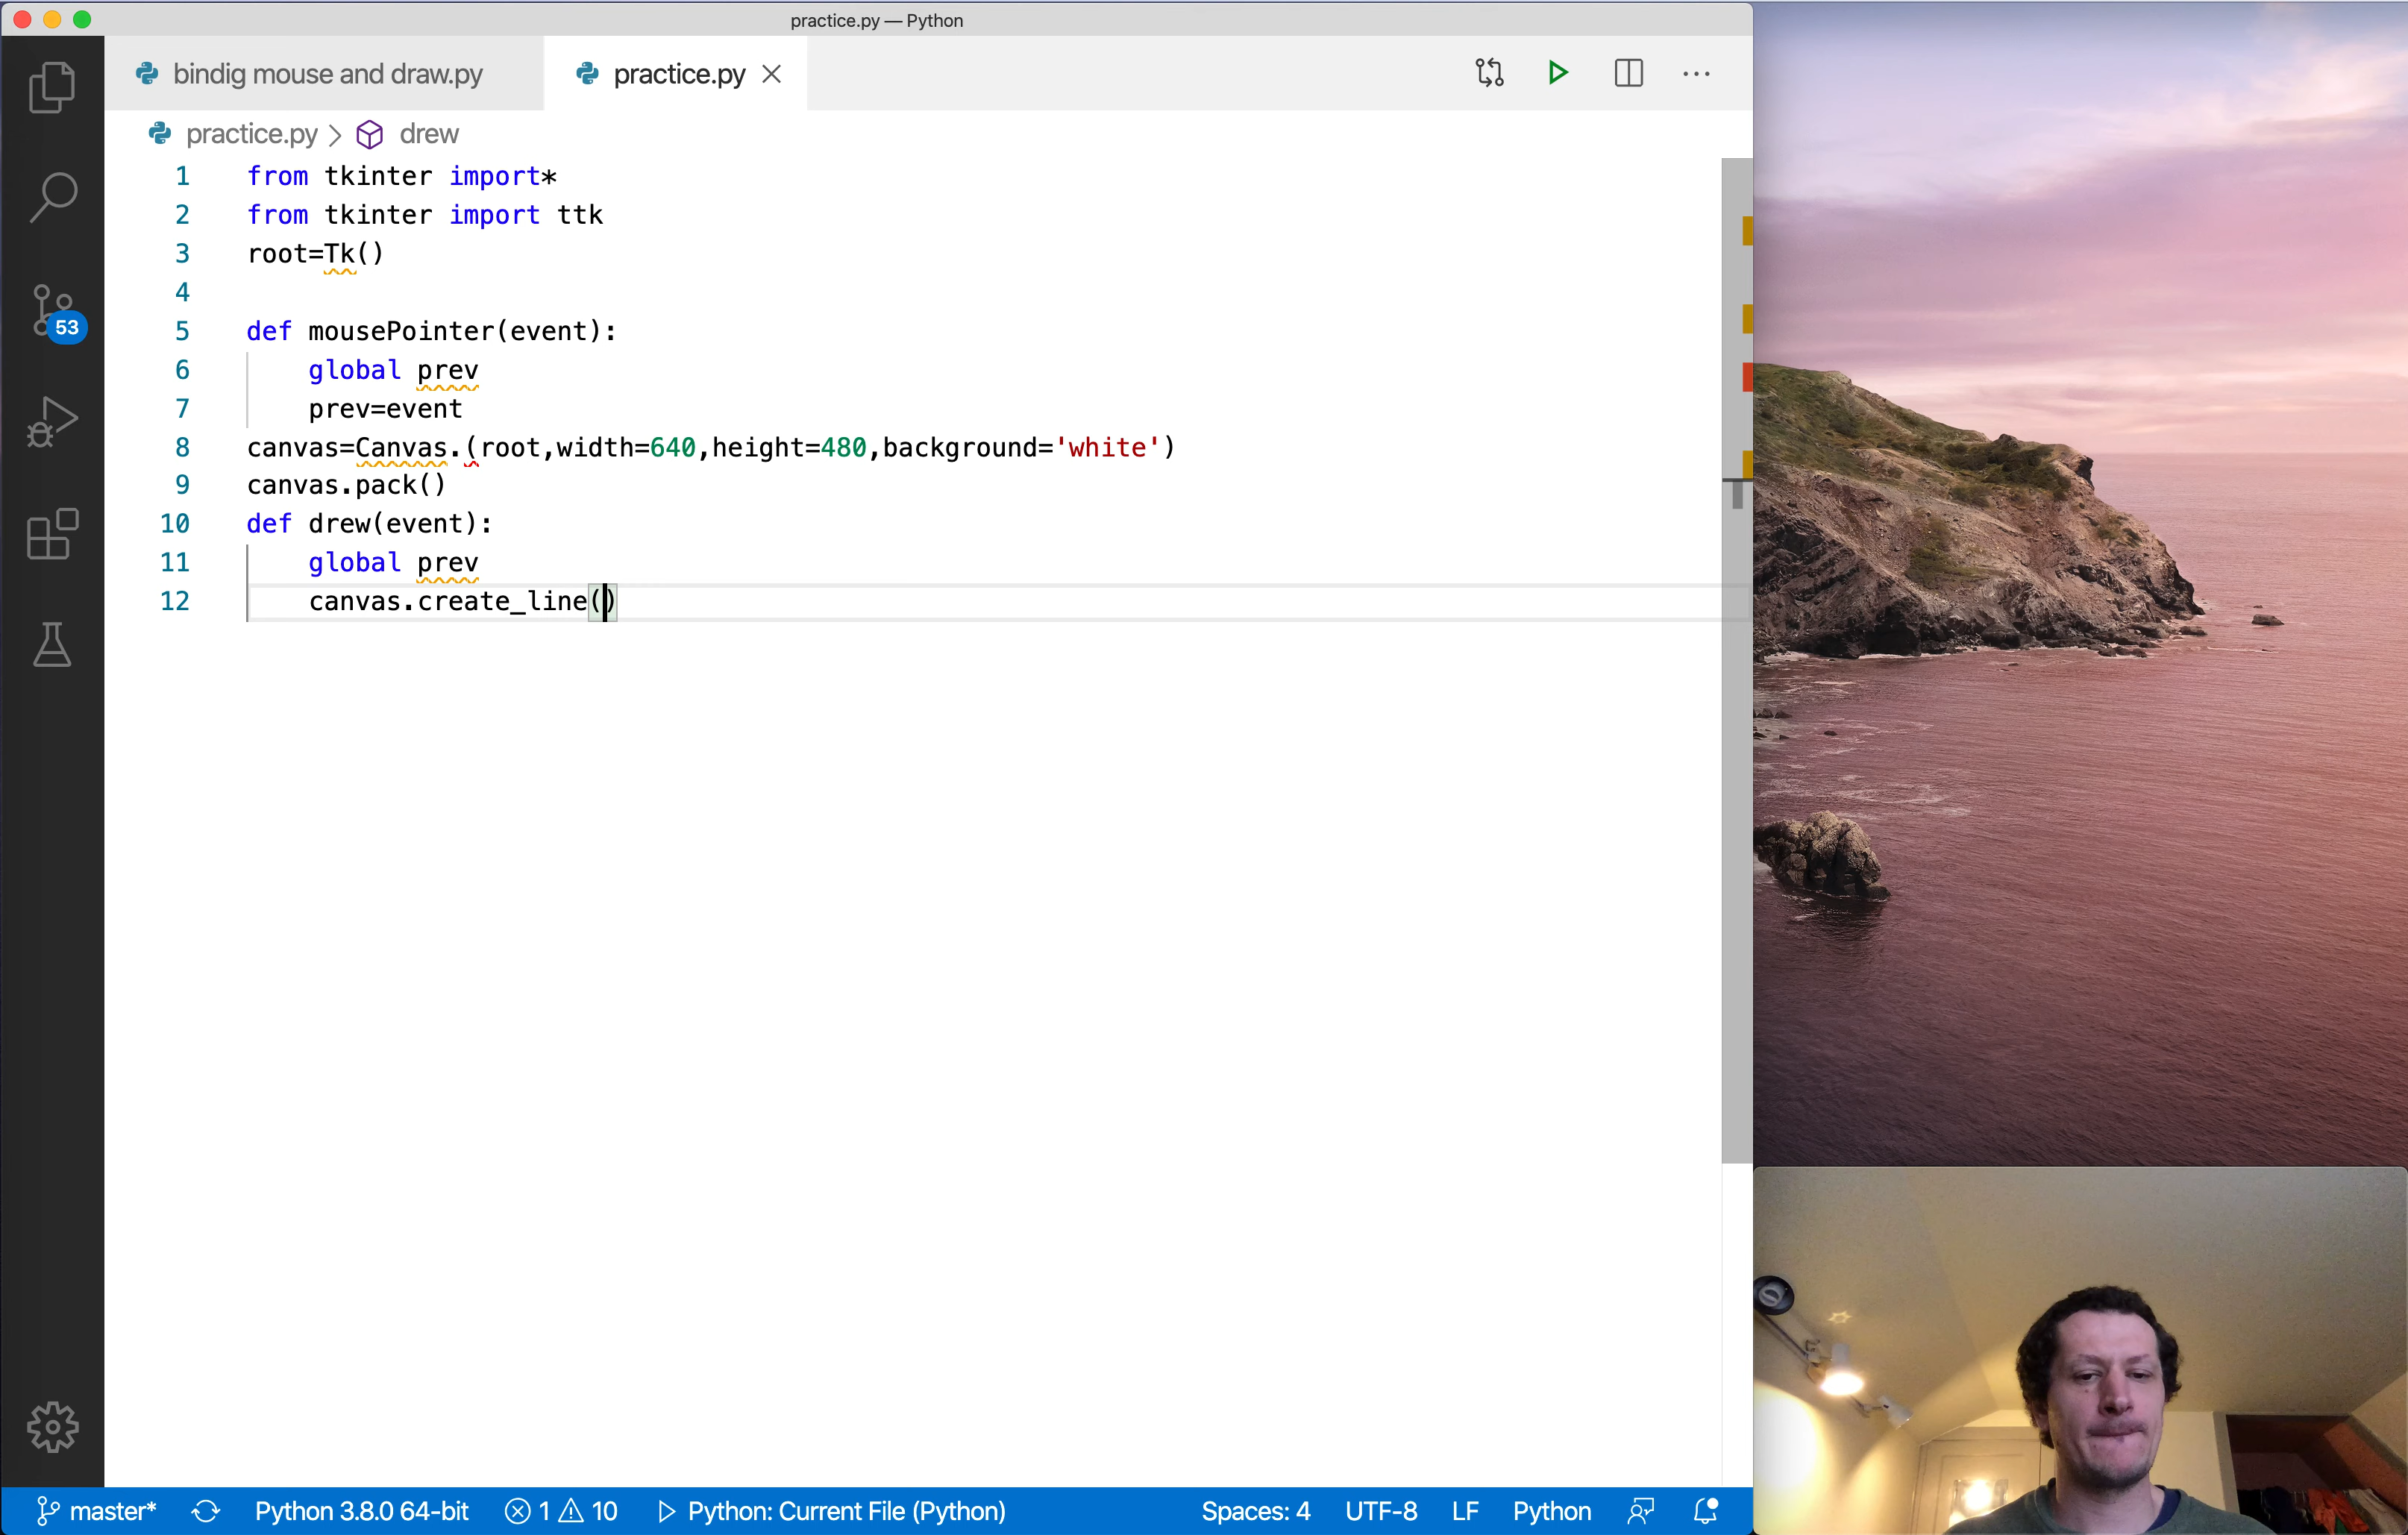 practice.py — Python
bindig mouse and draw.py
practice.py
practice.py > drew
1 from tkinter import*
2 from tkinter import ttk
3 root=Tk()
4
5 def mousePointer(event):
6     global prev
7     prev=event
8 canvas=Canvas.(root,width=640,height=480,background='white')
9 canvas.pack()
10 def drew(event):
11     global prev
12     canvas.create_line()
53
master* Python 3.8.0 64-bit 1 10 Python: Current File (Python) Spaces: 4 UTF-8 LF Python